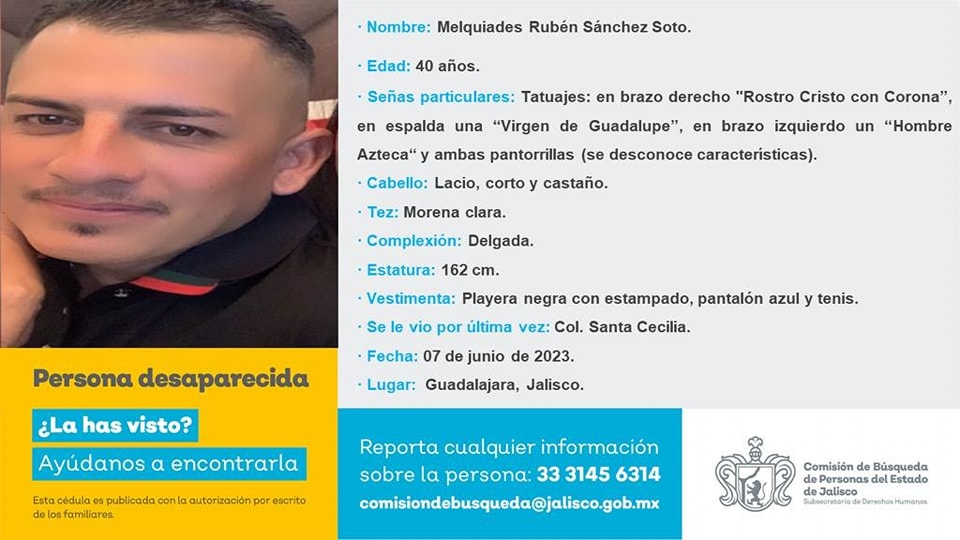 · Nombre: Melquiades Rubén Sánchez Soto.
· Edad: 40 años.
· Señas particulares: Tatuajes: en brazo derecho "Rostro Cristo con Corona”,
en espalda una “Virgen de Guadalupe”, en brazo izquierdo un “Hombre
Azteca“ y ambas pantorrillas (se desconoce características).
· Cabello: Lacio, corto y castaño.
· Tez: Morena clara.
· Complexión: Delgada.
· Estatura: 162 cm.
· Vestimenta: Playera negra con estampado, pantalón azul y tenis.
· Se le vio por última vez: Col. Santa Cecilia.
· Fecha: 07 de junio de 2023.
· Lugar: Guadalajara, Jalisco.
Persona desaparecida
¿La has visto?
Ayúdanos a encontrarla
Esta cédula es publicada con la autorización por escrito
de los familiares.
Reporta cualquier información
sobre la persona: 33 3145 6314
comisiondebusqueda@jalisco.gob.mx
Comisión de Búsqueda
de Personas del Estado
de Jalisco
Subsecretaría de Derechos Humanos